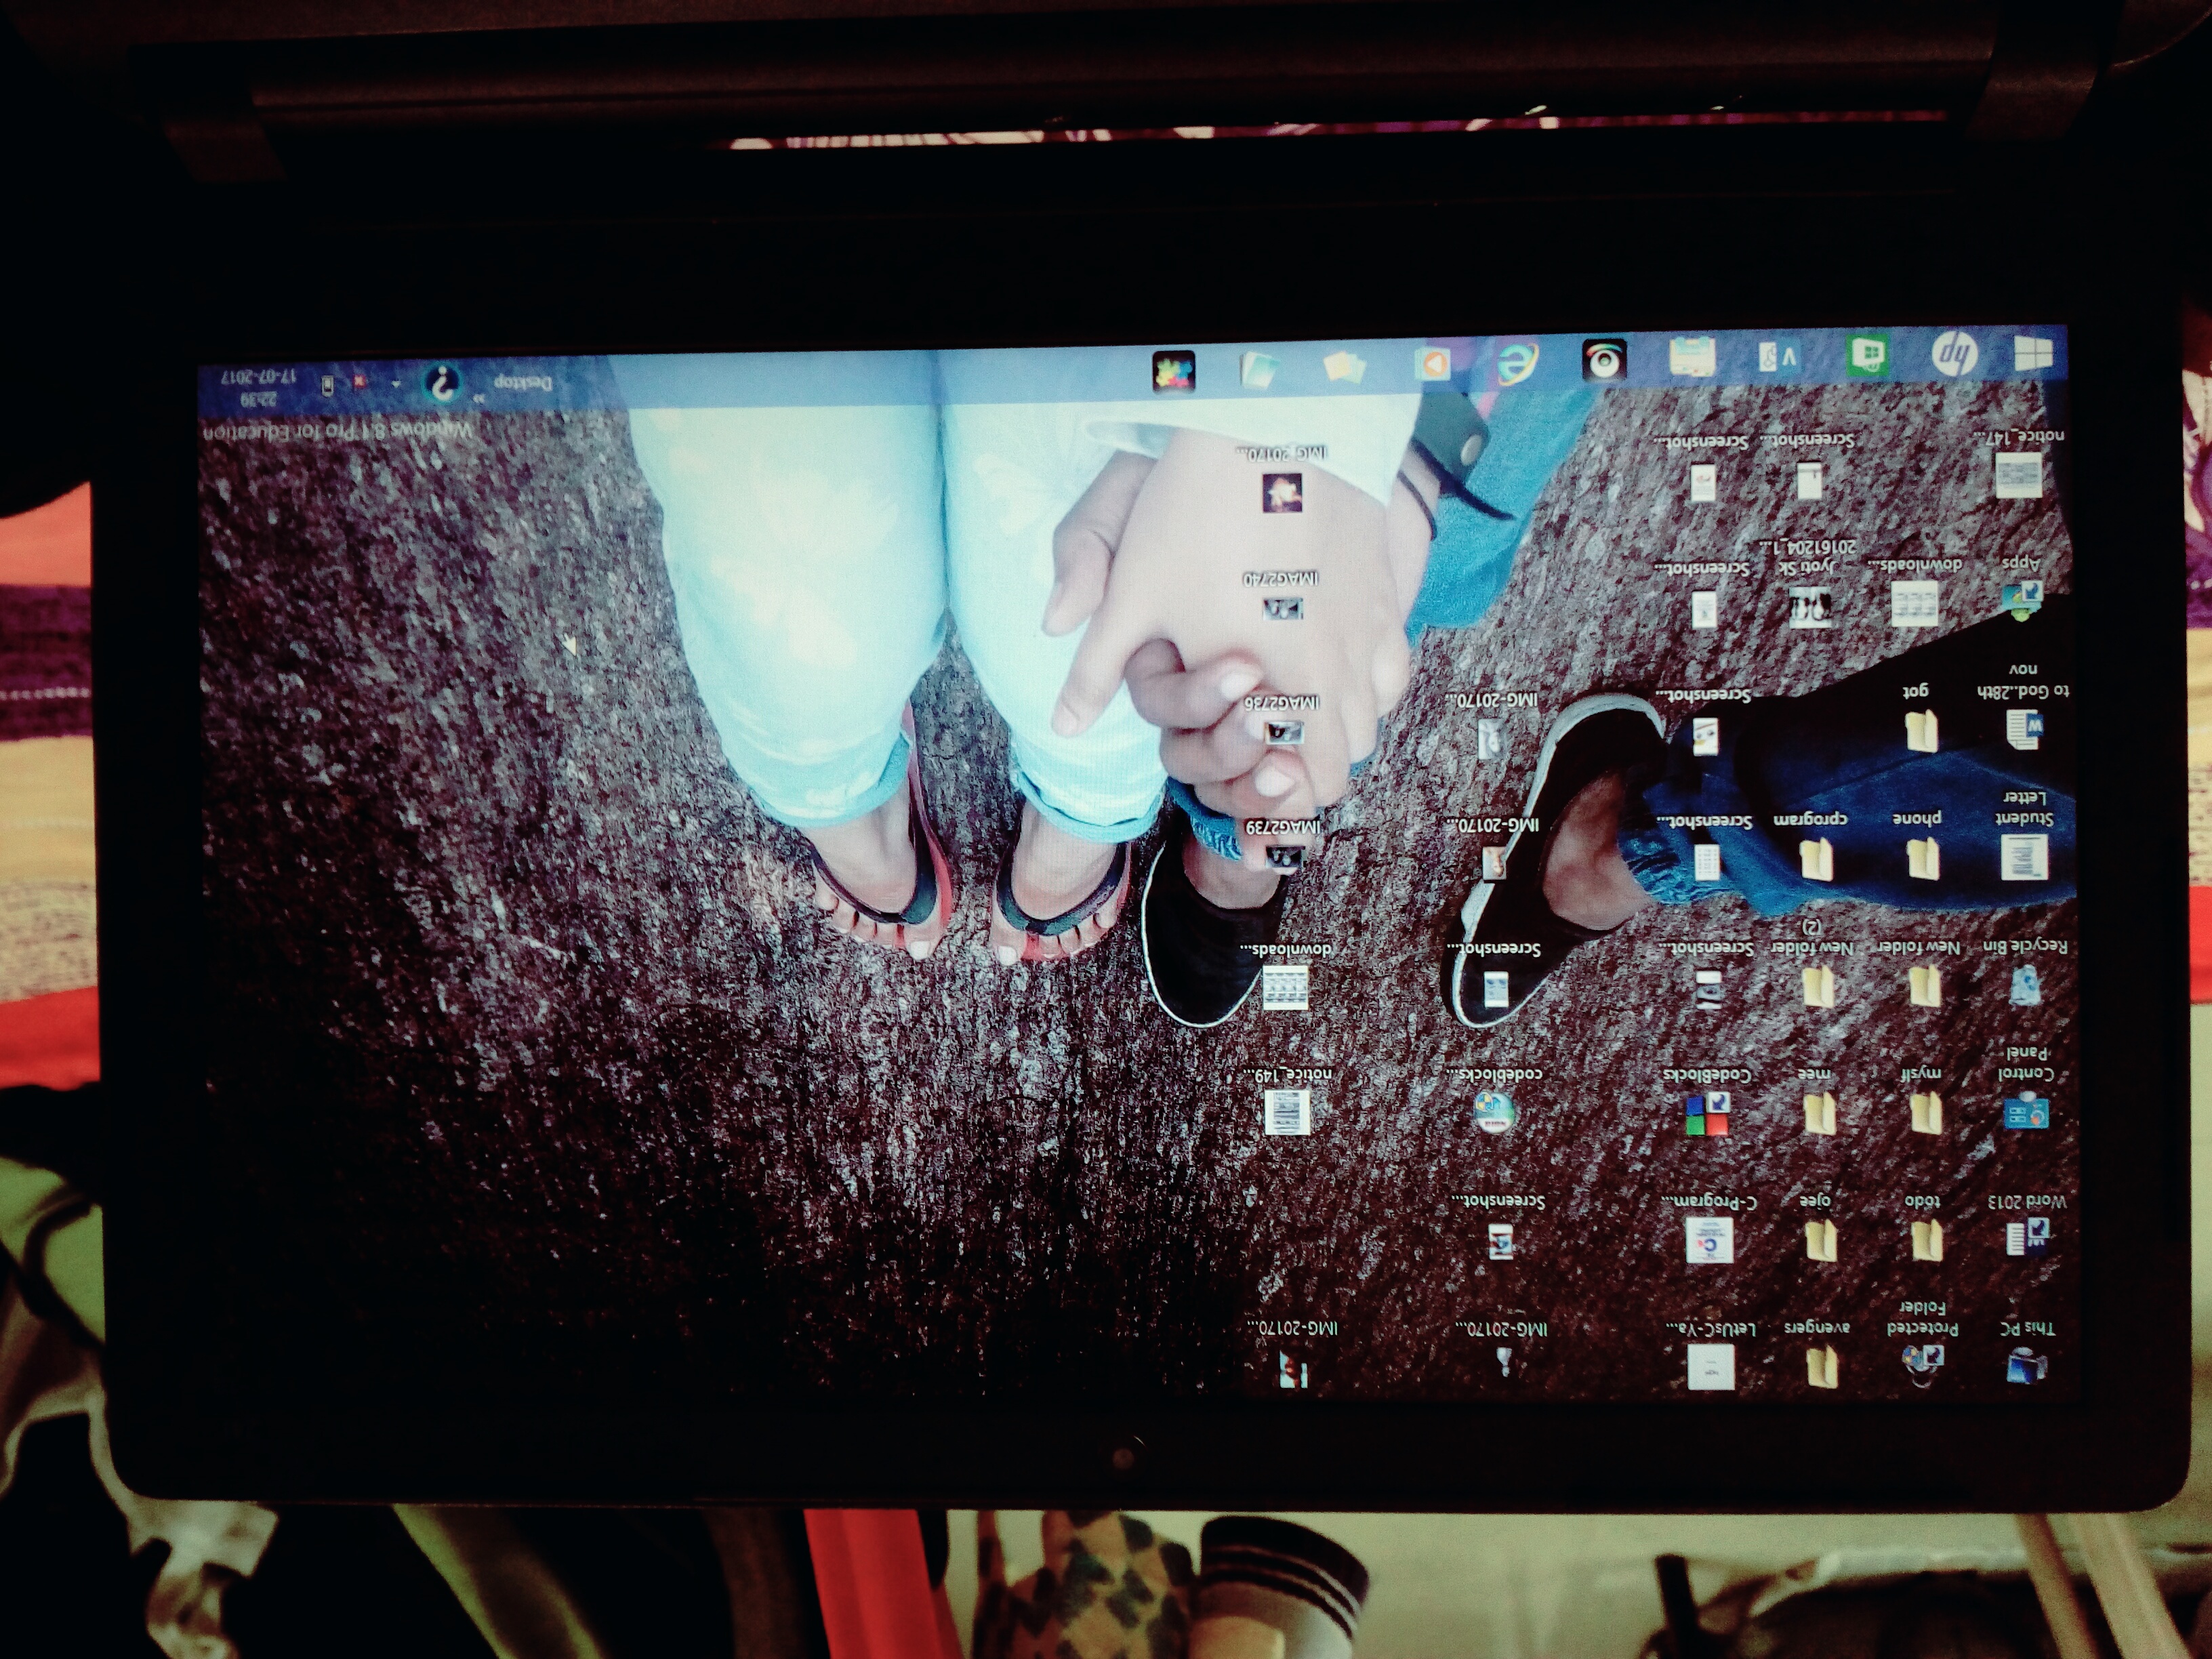 This PC
Protected
Folder
avengers
LetUsC-Ya...
IMG-20170...
IMG-20170...
Word 2013
todo
ojee
C-Program...
Screenshot...
Control
Panel
myslf
mee
CodeBlocks
codeblocks...
notice_149...
Recycle Bin
New folder
New folder
(2)
Screenshot...
Screenshot...
downloads...
Student
Letter
phone
cprogram
Screenshot...
IMG-20170...
IMAG2739
to God..28th
nov
got
Screenshot...
IMG-20170...
IMAG2736
Apps
downloads...
Jyoti Sk
20161204_1...
Screenshot...
IMAG2740
notice_147...
Screenshot...
Screenshot...
IMG_20170...
Windows 8.1 Pro for Education
hp
Desktop
22:39
17-07-2017